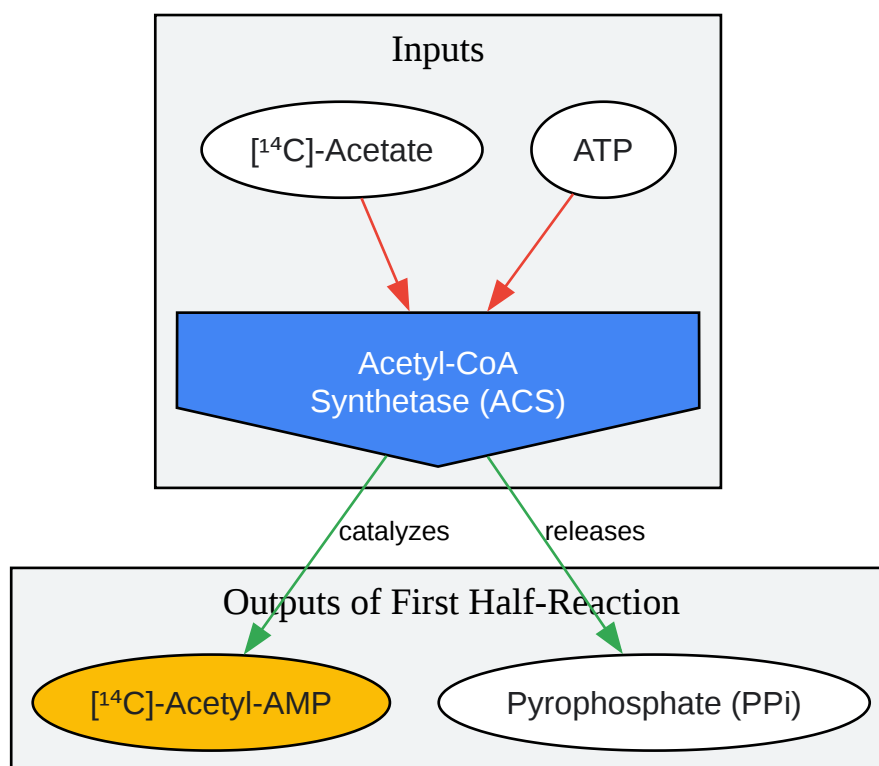 Inputs
[¹⁴C]-Acetate
ATP
Acetyl-CoA
Synthetase (ACS)
catalyzes
releases
Outputs of First Half-Reaction
[¹⁴C]-Acetyl-AMP
Pyrophosphate (PPi)